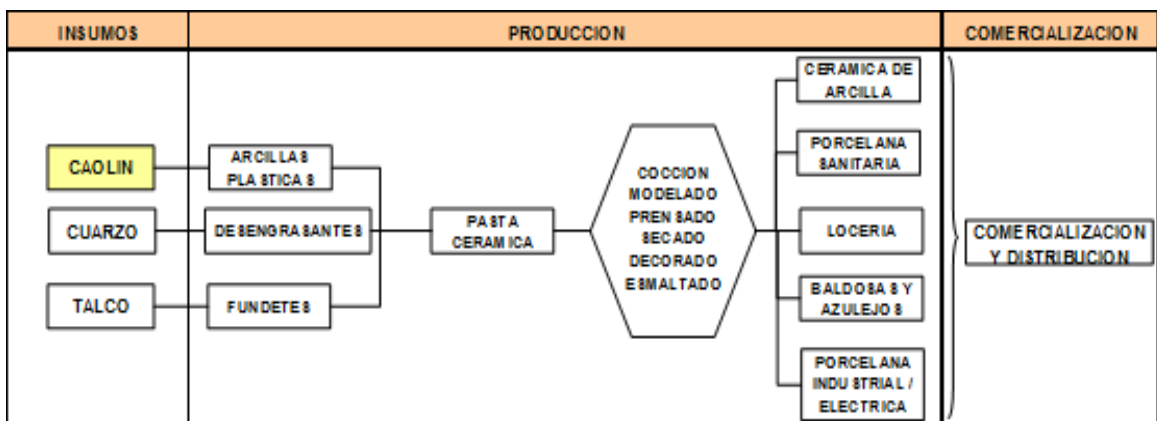 INSUMOS
PRODUCCION
COMERCIALIZACION
CAOLIN
CUARZO
TALCO
ARCILLAS
PLASTICAS
DESENGRASANTES
FUNDETES
PASTA
CERAMICA
COCCION
MODELADO
PRENSADO
SECADO
DECORADO
ESMALTADO
CERAMICA DE
ARCILLA
PORCELANA
SANITARIA
LOCERIA
BALDOSAS Y
AZULEJOS
PORCELANA
INDUSTRIAL /
ELECTRICA
COMERCIALIZACION
Y DISTRIBUCION